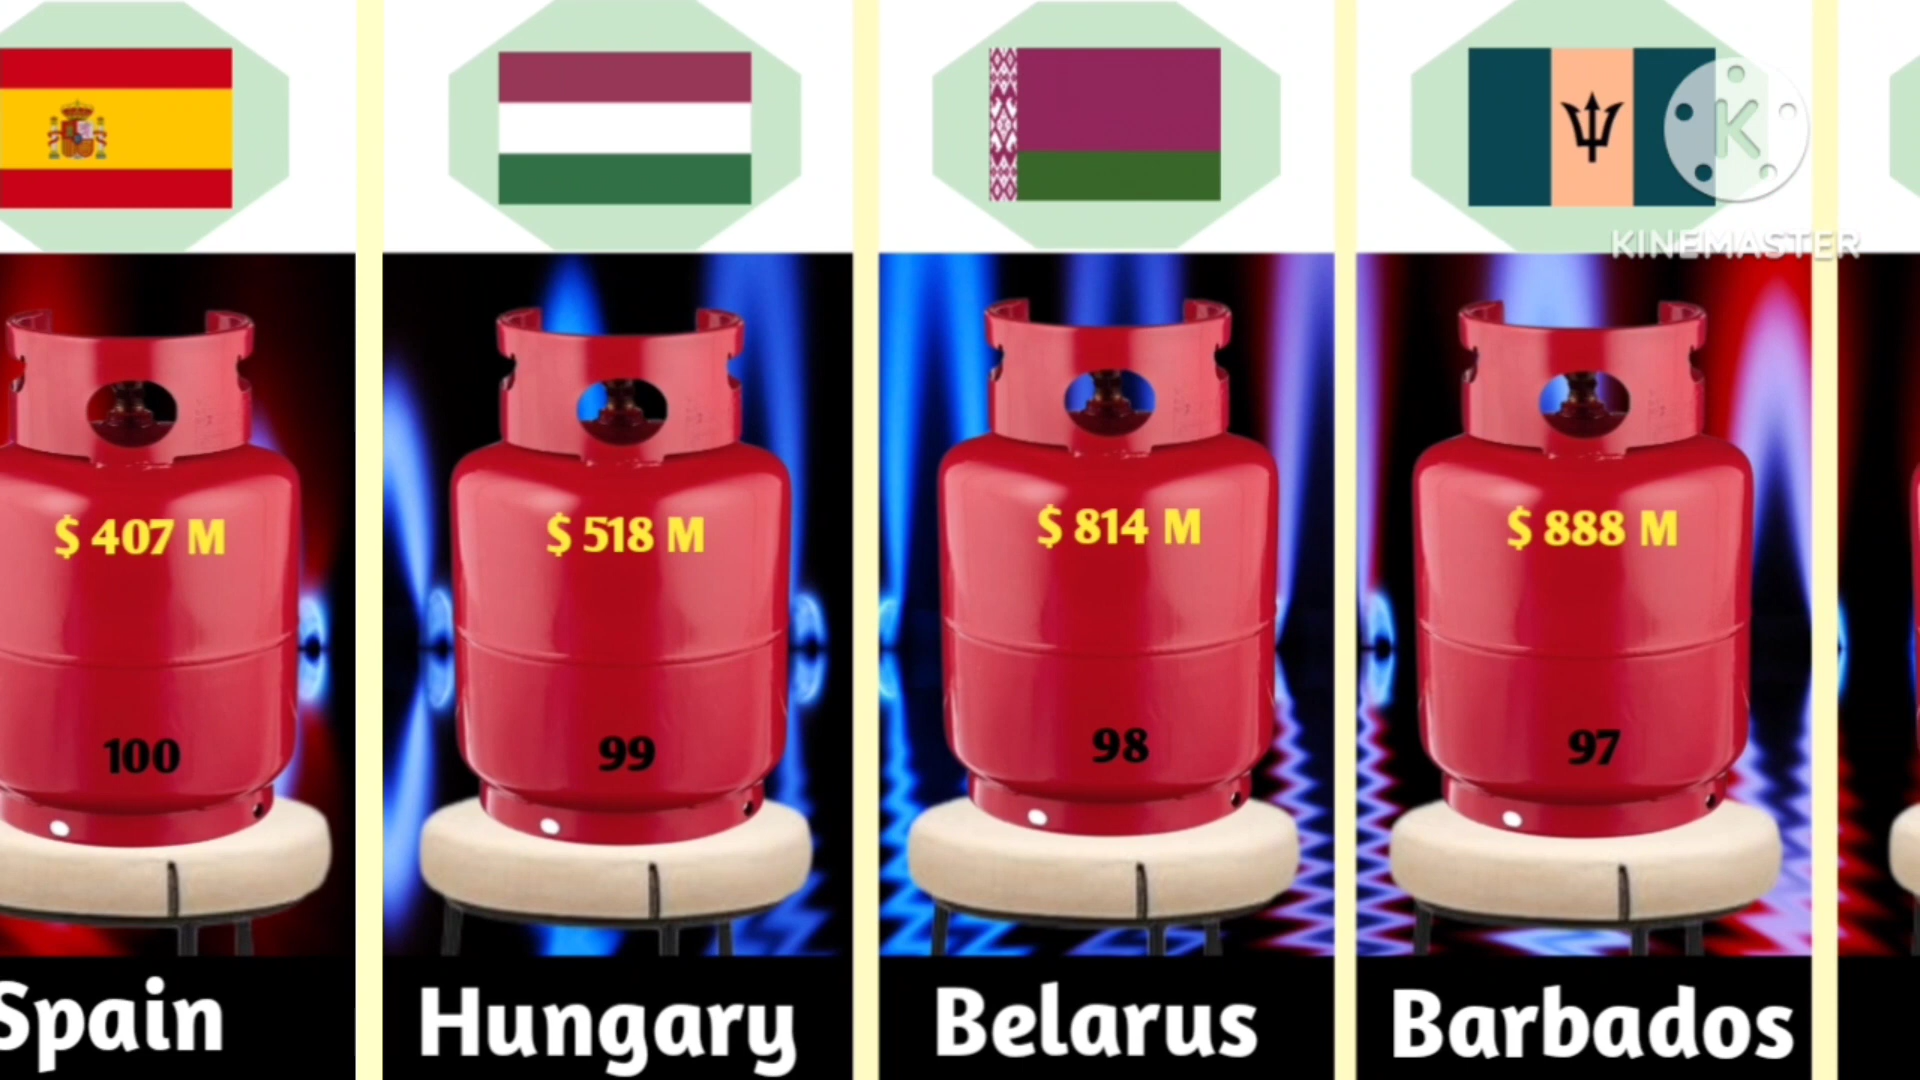 K
KINEMASTER
$ 407 M
100
Spain
$ 518 M
99
Hungary
$ 814 M
98
Belarus
$ 888 M
97
Barbados